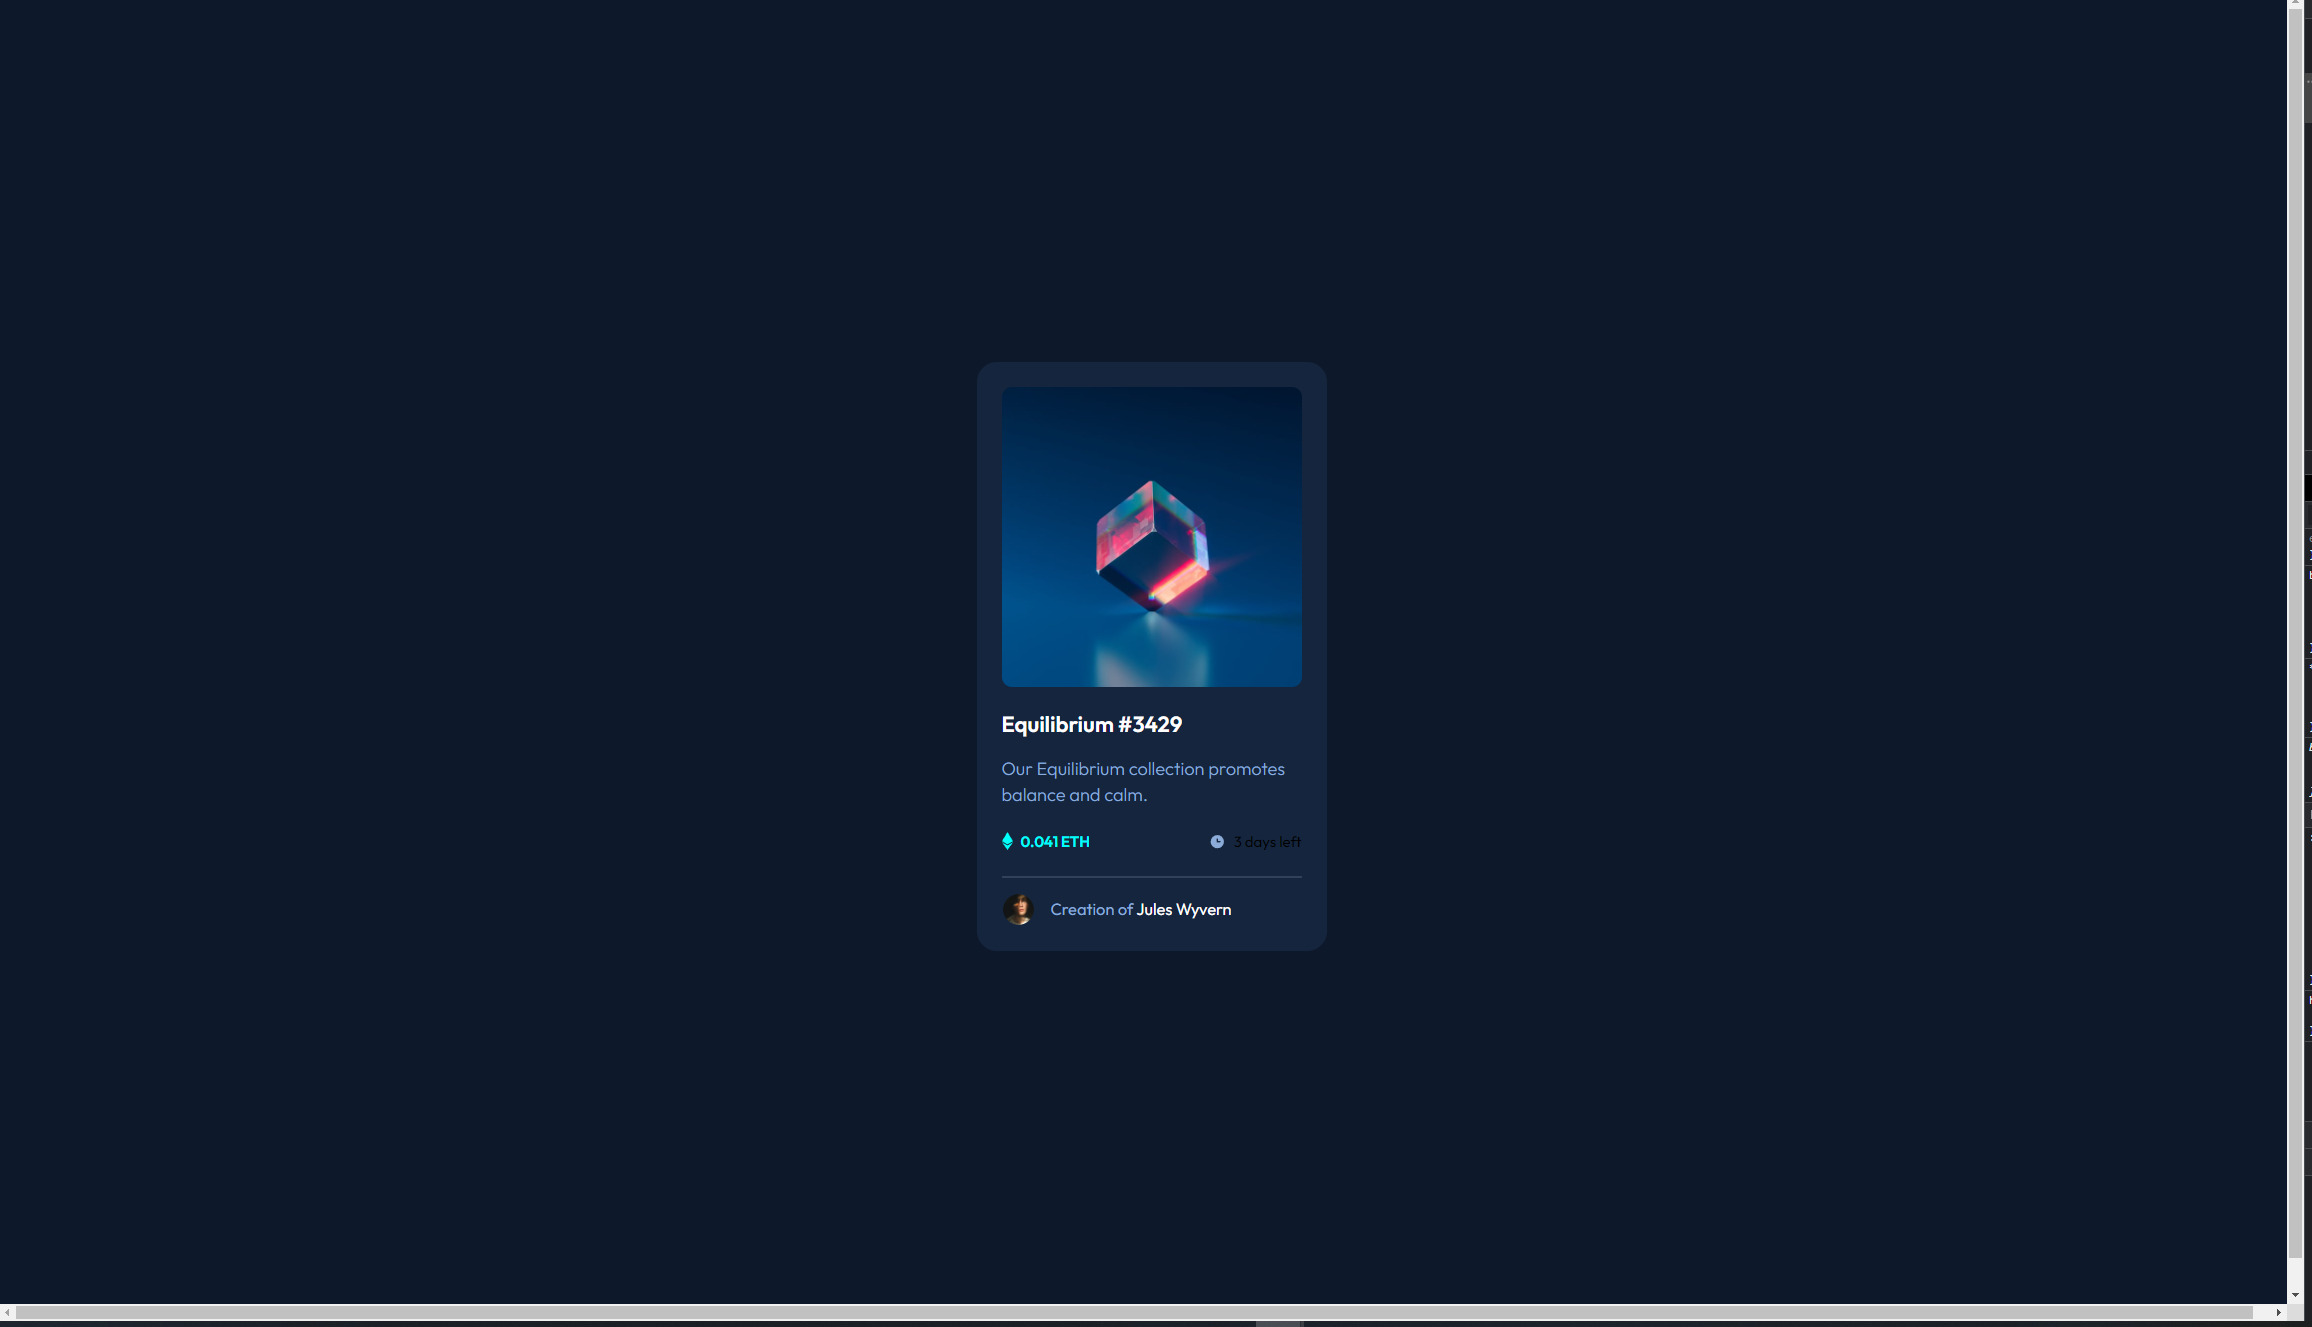 Equilibrium #3429
Our Equilibrium collection promotes
balance and calm.
0.041 ETH
3 days left
Creation of Jules Wyvern